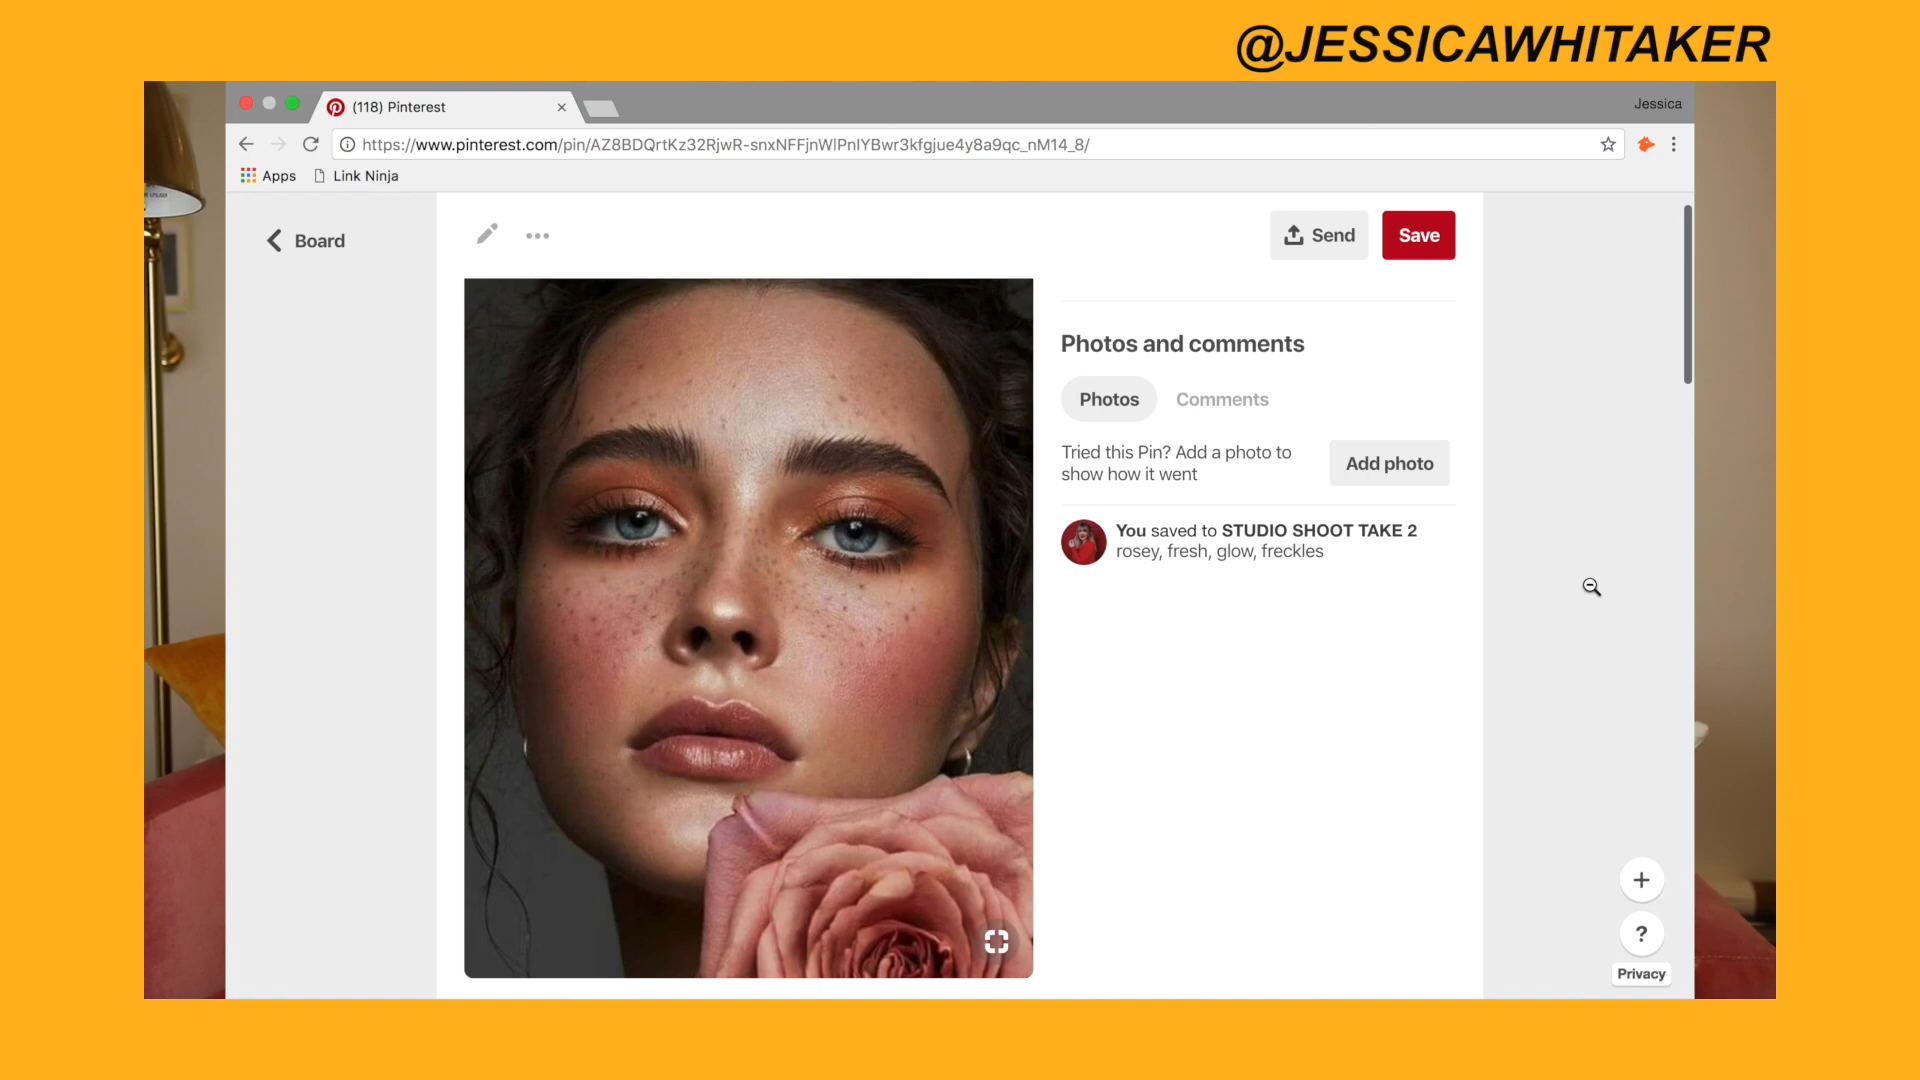 @JESSICAWHITAKER
(118) Pinterest
Jessica
https://www.pinterest.com/pin/AZ8BDQrtKz32RjwR-snxNFFjnWlPnIYBwr3kfgjue4y8a9qc_nM14_8/
Apps
Link Ninja
Board
Send
Save
Photos and comments
Photos
Comments
Tried this Pin? Add a photo to
show how it went
Add photo
You saved to STUDIO SHOOT TAKE 2
rosey, fresh, glow, freckles
+
?
Privacy